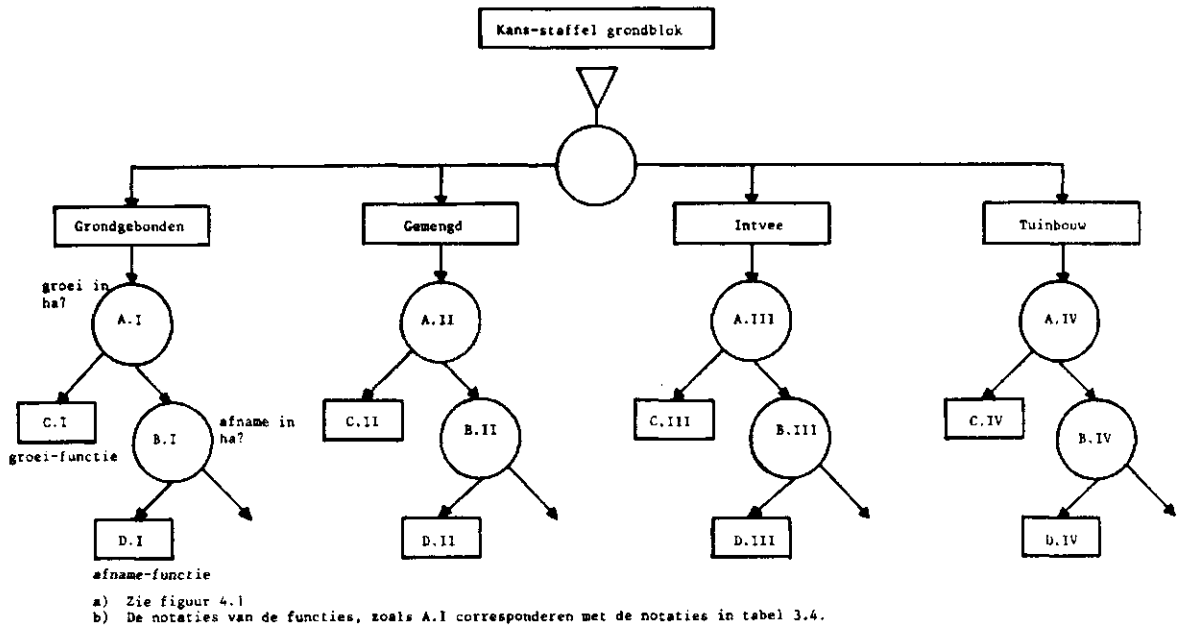 Kans-staffel grondblok
Grondgebonden
Gemengd
Intvee
Tuinbouw
groei in
ha?
A.I
A.II
A.III
A.IV
C.I
groei-functie
B.I
afname in
ha?
C.II
B.II
C.III
B.III
C.IV
B.IV
D.I
afname-functie
D.II
D.III
D.IV
a) Zie figuur 4.1
b) De notaties van de functies, zoals A.I corresponderen met de notaties in tabel 3.4.